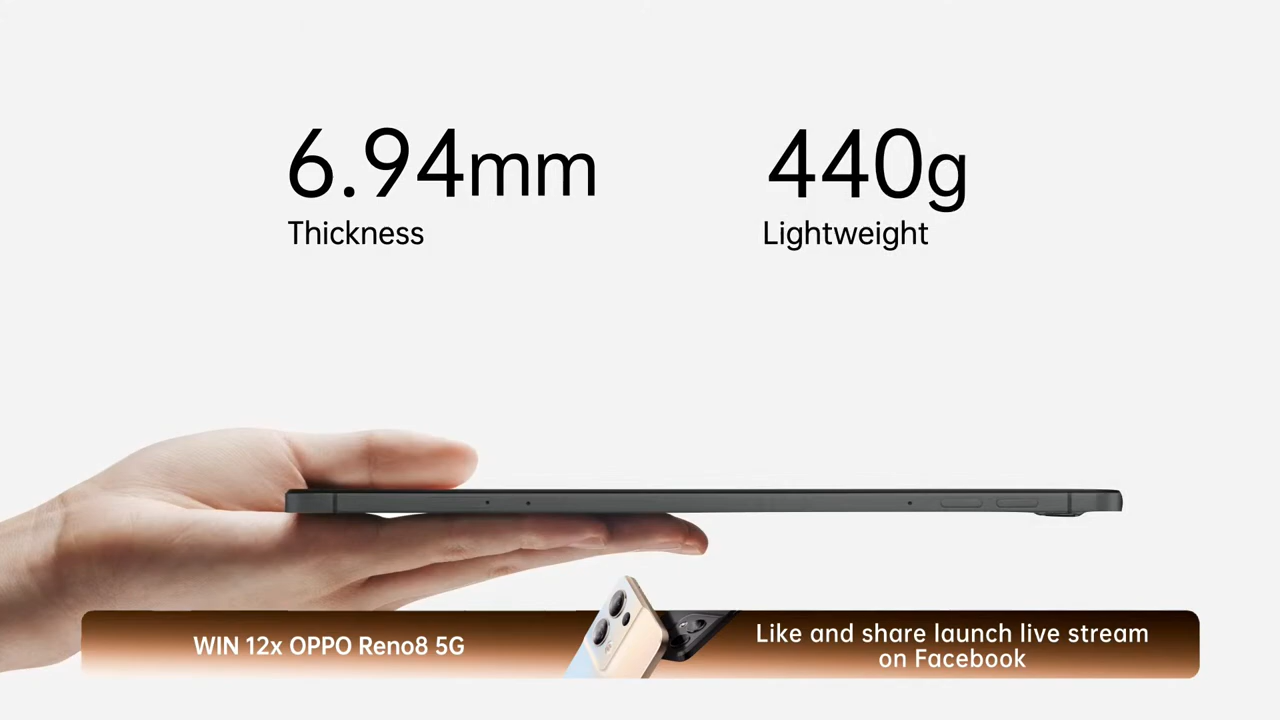 6.94mm
Thickness
440g
Lightweight
WIN 12x OPPO Reno8 5G
Like and share launch live stream
on Facebook